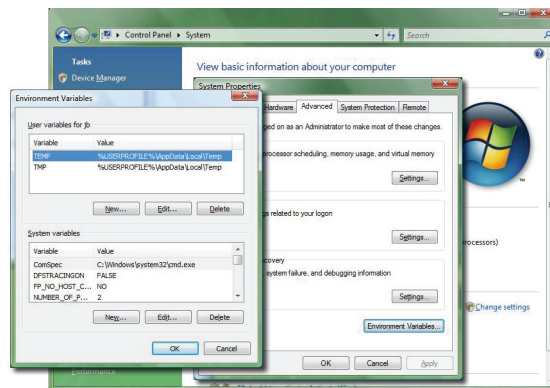 Control Panel ▸ System
Search
Tasks
Device Manager
View basic information about your computer
System Properties
Hardware
Advanced
System Protection
Remote
ged on as an Administrator to make most of these changes.
processor scheduling, memory usage, and virtual memory
Settings...
gs related to your logon
Settings...
covery
, system failure, and debugging information
Settings...
Environment Variables...
OK
Cancel
Apply
Environment Variables
User variables for jb
Variable Value
TEMP %USERPROFILE%\AppData\Local\Temp
TMP %USERPROFILE%\AppData\Local\Temp
New... Edit... Delete
System variables
Variable Value
ComSpec C:\Windows\system32\cmd.exe
DFSTRACINGON FALSE
FP_NO_HOST_C... NO
NUMBER_OF_P... 2
New... Edit... Delete
OK Cancel
rocessors)
Change settings
Performance